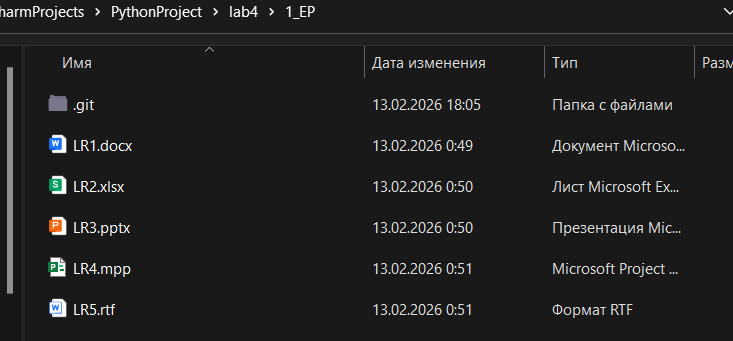 harmProjects > PythonProject > lab4 > 1_EP
Имя Дата изменения Тип Разм
.git 13.02.2026 18:05 Папка с файлами
LR1.docx 13.02.2026 0:49 Документ Microso...
LR2.xlsx 13.02.2026 0:50 Лист Microsoft Ex...
LR3.pptx 13.02.2026 0:50 Презентация Mic...
LR4.mpp 13.02.2026 0:51 Microsoft Project ...
LR5.rtf 13.02.2026 0:51 Формат RTF